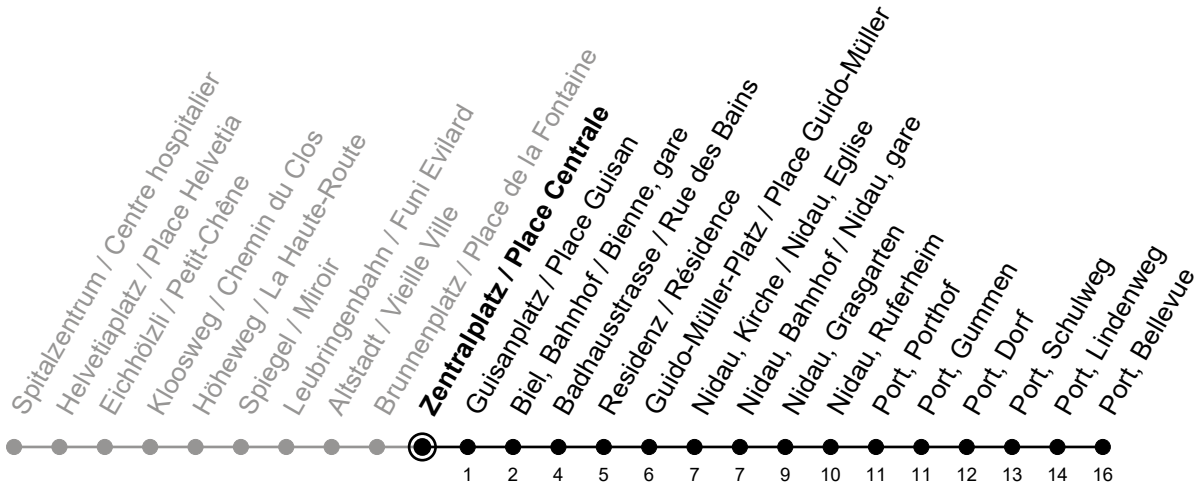 Spitalzentrum / Centre hospitalier
Helvetiaplatz / Place Helvetia
Eichhölzli / Petit-Chêne
Kloosweg / Chemin du Clos
Höheweg / La Haute-Route
Spiegel / Miroir
Leubringenbahn / Funi Evilard
Altstadt / Vieille Ville
Brunnenplatz / Place de la Fontaine
Zentralplatz / Place Centrale
Guisanplatz / Place Guisan
Biel, Bahnhof / Bienne, gare
Badhausstrasse / Rue des Bains
Residenz / Résidence
Guido-Müller-Platz / Place Guido-Müller
Nidau, Kirche / Nidau, Eglise
Nidau, Bahnhof / Nidau, gare
Nidau, Grasgarten
Nidau, Ruferheim
Port, Porthof
Port, Gummen
Port, Dorf
Port, Schulweg
Port, Lindenweg
Port, Bellevue
1 2 4 5 6 7 7 9 10 11 11 12 13 14 16